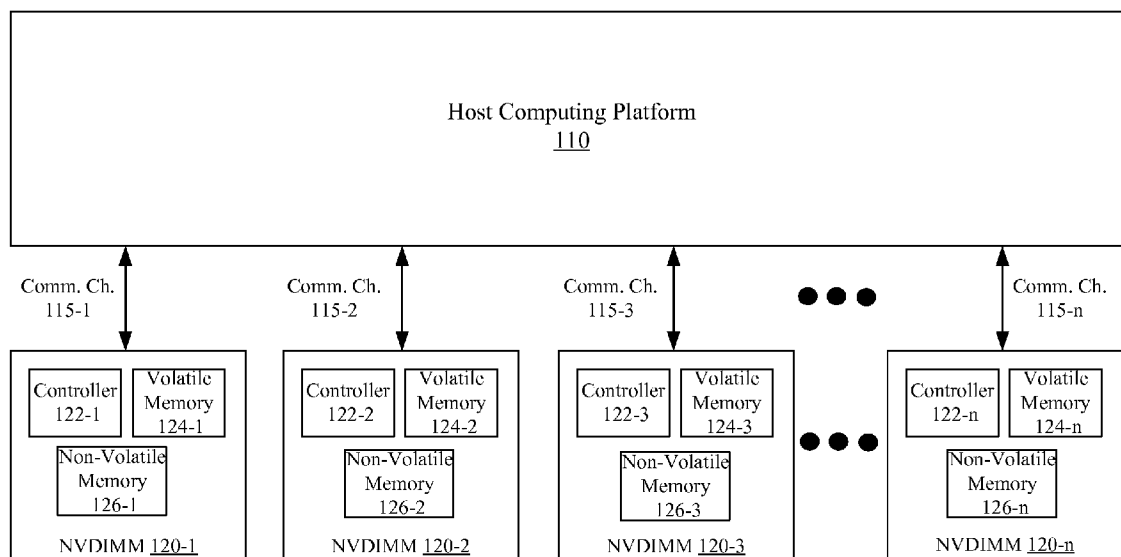 Host Computing Platform
110
Comm. Ch.
115-1
Comm. Ch.
115-2
Comm. Ch.
115-3
Comm. Ch.
115-n
Controller
122-1
Volatile
Memory
124-1
Non-Volatile
Memory
126-1
NVDIMM 120-1
Controller
122-2
Volatile
Memory
124-2
Non-Volatile
Memory
126-2
NVDIMM 120-2
Controller
122-3
Volatile
Memory
124-3
Non-Volatile
Memory
126-3
NVDIMM 120-3
Controller
122-n
Volatile
Memory
124-n
Non-Volatile
Memory
126-n
NVDIMM 120-n